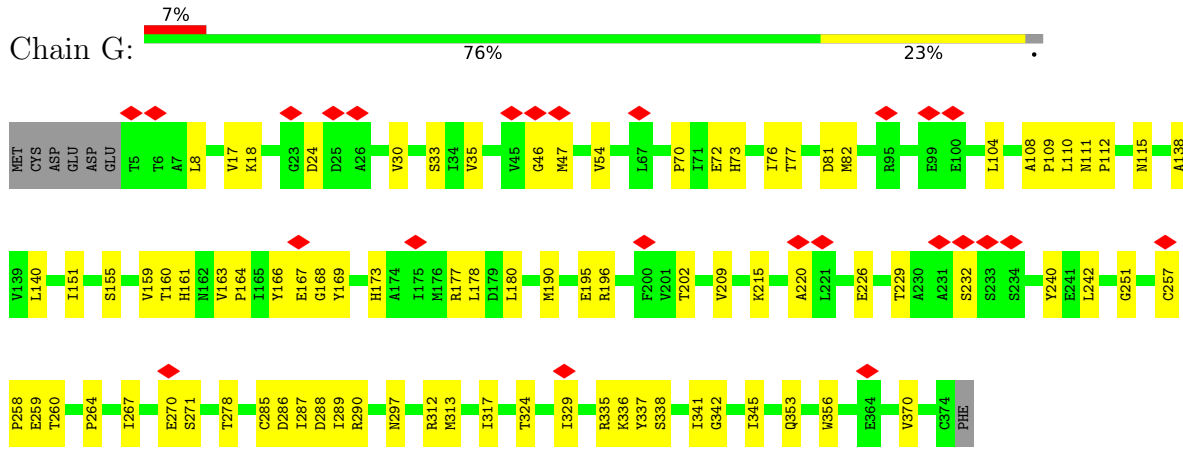 7%
Chain G:
76% 23% .
MET CYS ASP GLU ASP GLU T5 T6 A7 L8 V17 K18 G23 D24 D25 A26 V30 S33 I34 V35 V45 G46 M47 V54 L67 P70 I71 E72 H73 I76 T77 D81 M82 R95 E99 E100 L104 A108 P109 L110 N111 P112 N115 A138
V139 L140 I151 S155 V159 T160 H161 N162 V163 P164 I165 Y166 E167 G168 Y169 H173 A174 I175 M176 R177 L178 D179 L180 M190 E195 R196 F200 V201 T202 V209 K215 A220 L221 E226 T229 A230 A231 S232 S233 S234 Y240 E241 L242 G251 C257
P258 E259 T260 P264 I267 E270 S271 T278 C285 D286 I287 D288 I289 R290 N297 R312 M313 I317 T324 I329 R335 K336 Y337 S338 I341 G342 I345 Q353 W356 E364 V370 C374 PHE